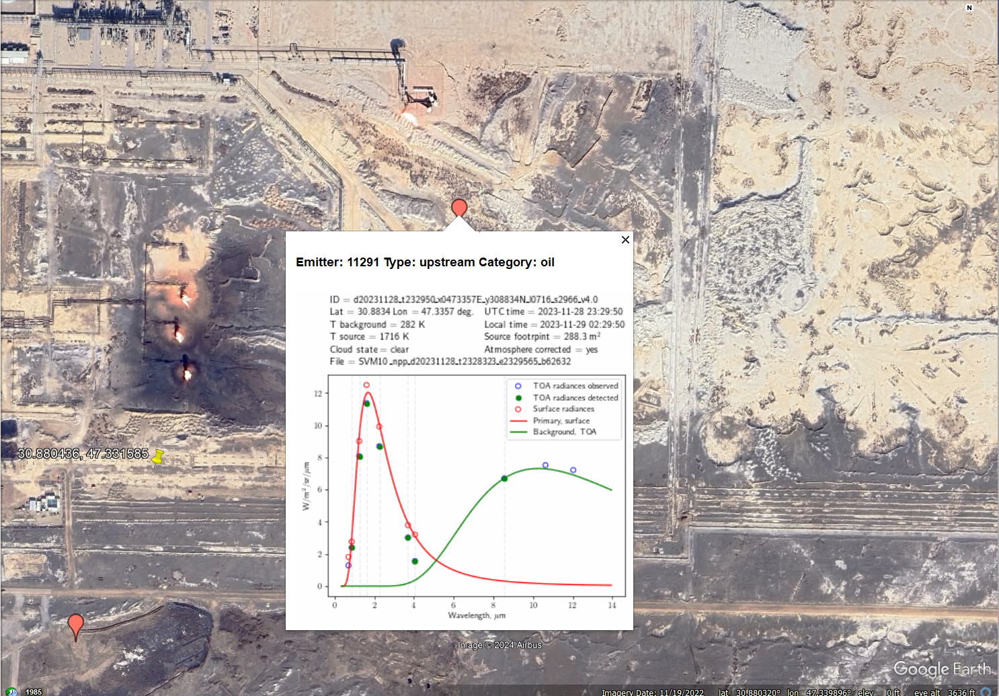 N
Emitter: 11291 Type: upstream Category: oil
ID = d20231128_t232950_x0473357E_y308834N_l0716_s2966_v4.0
Lat = 30.8834 Lon = 47.3357 deg. UTC time = 2023-11-28 23:29:50
T background = 282 K Local time = 2023-11-29 02:29:50
T source = 1716 K Source footrpint = 288.3 m²
Cloud state = clear Atmosphere corrected = yes
File = SVM10_npp_d20231128_t2328323_e2329565_b62632
TOA radiances observed
TOA radiances detected
Surface radiances
Primary, surface
Background, TOA
12
10
8
6
4
2
0
W/m²/sr/μm
0 2 4 6 8 10 12 14
Wavelength, μm
30.880436, 47.331585
Image © 2024 Airbus
Google Earth
1985
Imagery Date: 11/19/2022 lat 30.880320° lon 47.339896° elev 0 ft eye alt 3636 ft